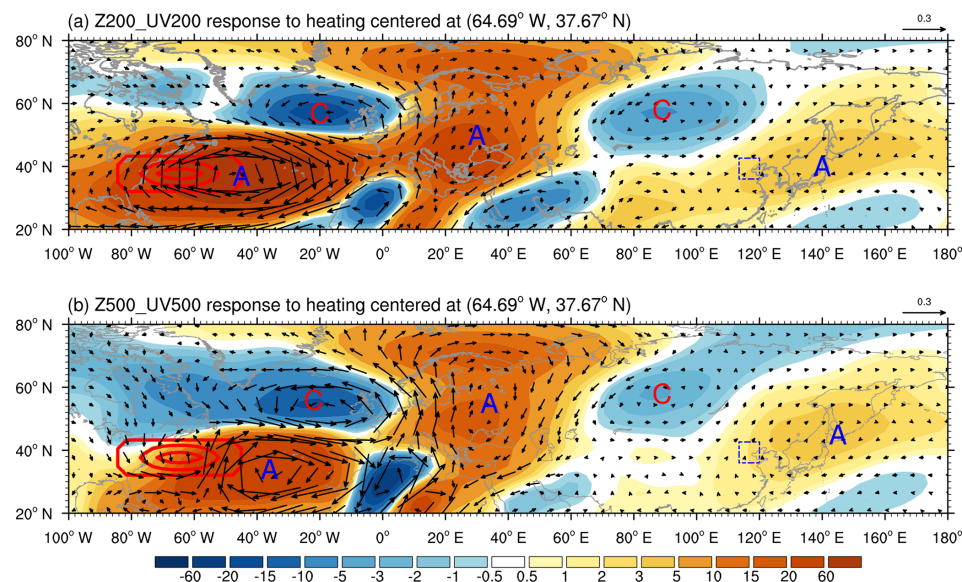 (a) Z200_UV200 response to heating centered at (64.69° W, 37.67° N)
0.3
80° N
60° N
40° N
20° N
C
C
A
A
A
100° W 80° W 60° W 40° W 20° W 0° 20° E 40° E 60° E 80° E 100° E 120° E 140° E 160° E 180°
(b) Z500_UV500 response to heating centered at (64.69° W, 37.67° N)
0.3
80° N
60° N
40° N
20° N
C
A
C
A
A
100° W 80° W 60° W 40° W 20° W 0° 20° E 40° E 60° E 80° E 100° E 120° E 140° E 160° E 180°
-60 -20 -15 -10 -5 -3 -2 -1 -0.5 0.5 1 2 3 5 10 15 20 60